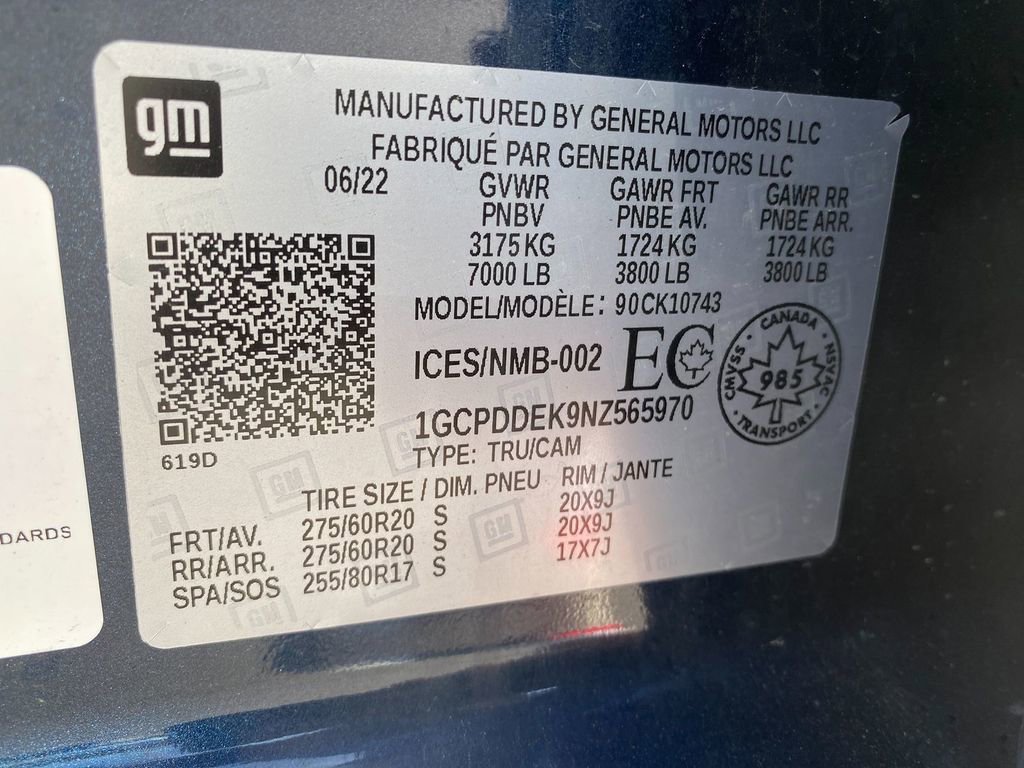 gm
MANUFACTURED BY GENERAL MOTORS LLC
FABRIQUÉ PAR GENERAL MOTORS LLC
06/22 GVWR GAWR FRT GAWR RR
PNBV PNBE AV. PNBE ARR.
3175 KG 1724 KG 1724 KG
7000 LB 3800 LB 3800 LB
MODEL/MODÈLE: 90CK10743
ICES/NMB-002 EC
CANADA
CMVSS 985 NSVAC
TRANSPORT
1GCPDDEK9NZ565970
619D
TYPE: TRU/CAM
TIRE SIZE / DIM. PNEU RIM / JANTE
FRT/AV. 275/60R20 S 20X9J
RR/ARR. 275/60R20 S 20X9J
SPA/SOS 255/80R17 S 17X7J
GM
GM
GM
DARDS